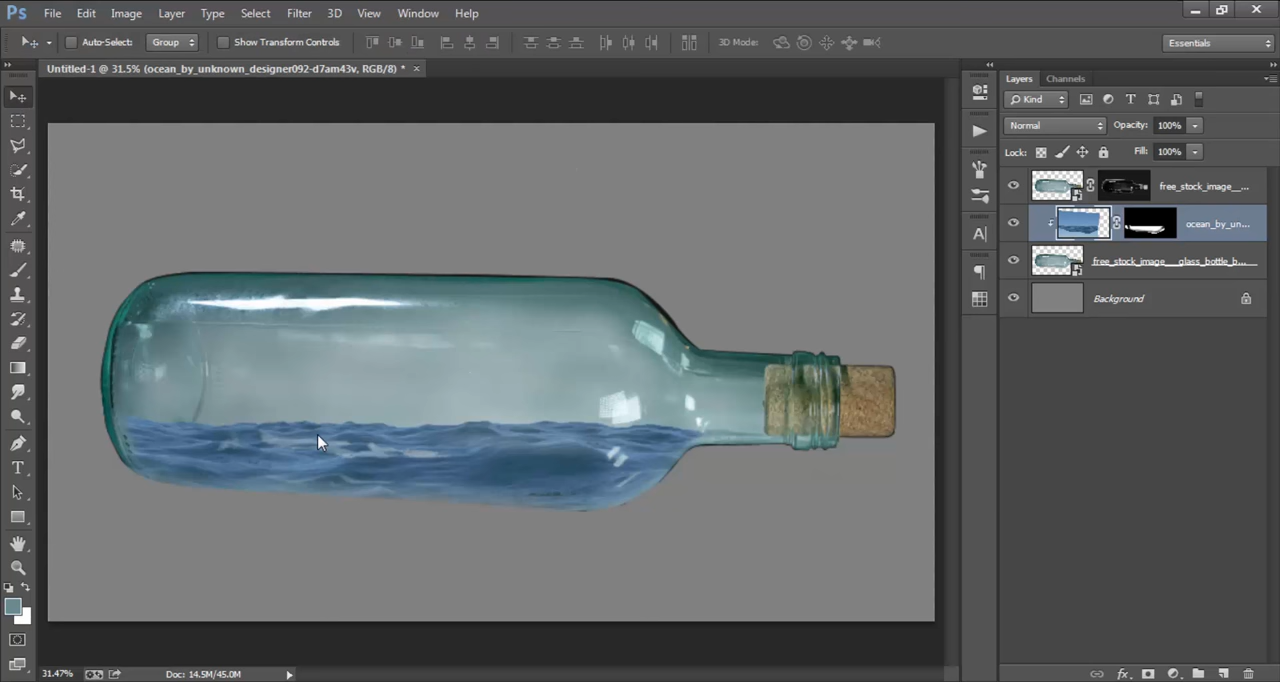 Ps File Edit Image Layer Type Select Filter 3D View Window Help
Auto-Select: Group Show Transform Controls 3D Mode: Essentials
Untitled-1 @ 31.5% (ocean_by_unknown_designer092-d7am43v, RGB/8) * ×
Layers Channels
Kind
Normal Opacity: 100%
Lock: Fill: 100%
free_stock_image__...
ocean_by_un...
free_stock_image___glass_bottle_b...
Background
31.47% Doc: 14.5M/45.0M